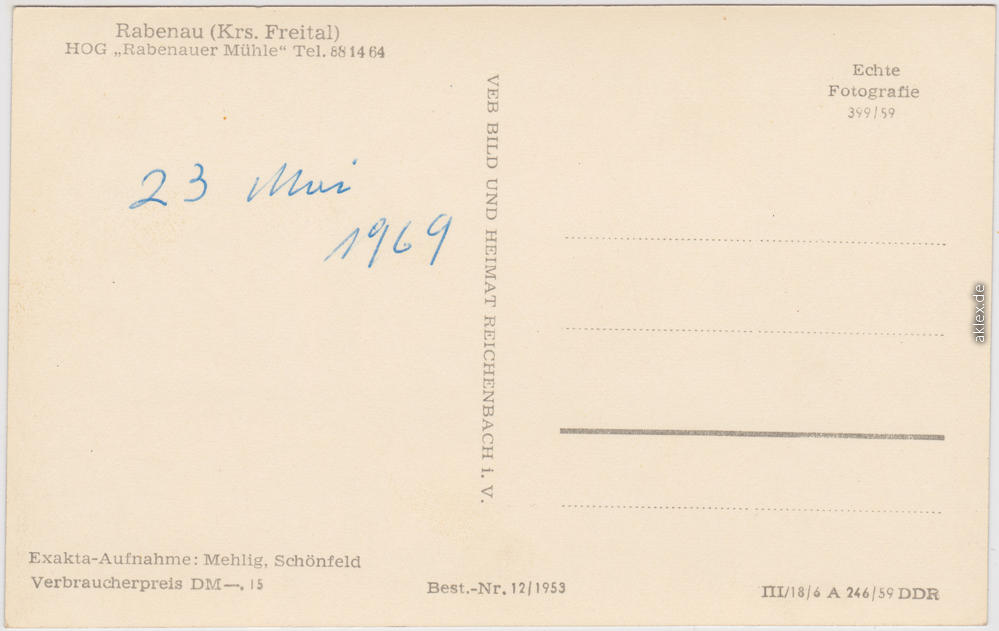 Rabenau (Krs. Freital)
HOG „Rabenauer Mühle“ Tel. 88 14 64
23 Mai
1969
VEB BILD UND HEIMAT REICHENBACH i. V.
Echte
Fotografie
399/59
Exakta-Aufnahme: Mehlig, Schönfeld
Verbraucherpreis DM—.15
Best.-Nr. 12/1953
III/18/6 A 246/59 DDR
aklex.de